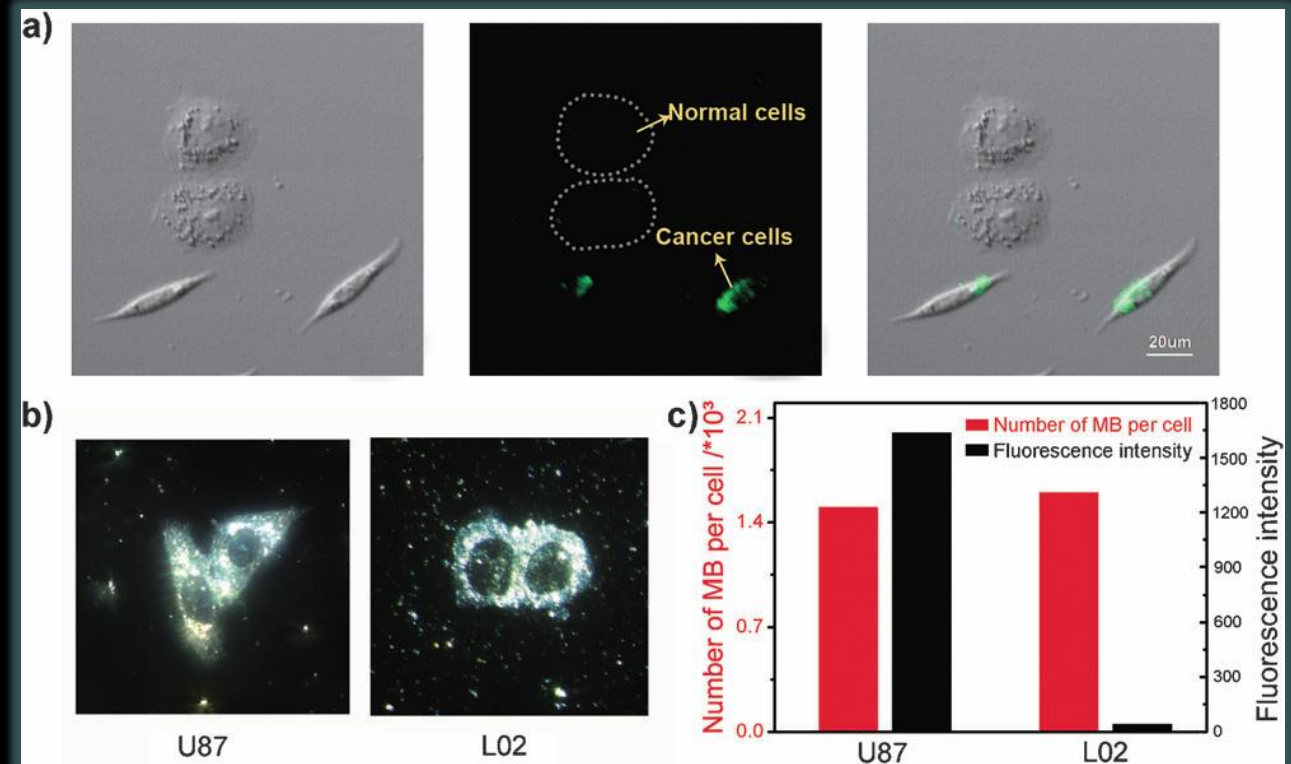 a)
Normal cells
Cancer cells
20um
b)
U87
L02
c)
Number of MB per cell /*10³
2.1
1.4
0.7
0.0
Number of MB per cell
Fluorescence intensity
1800
1500
1200
900
600
300
0
Fluorescence intensity
U87
L02